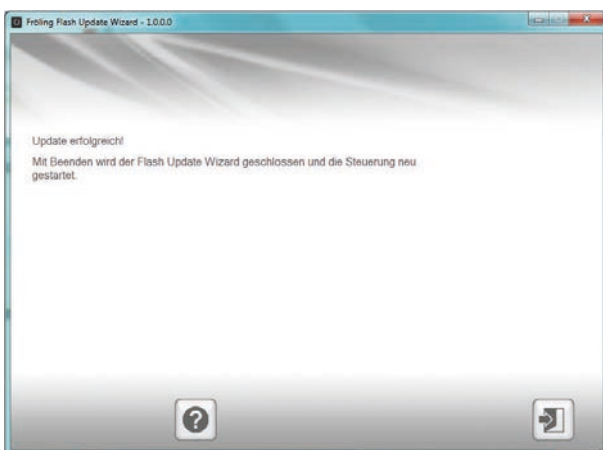 Fröling Flash Update Wizard - 1.0.0.0
Update erfolgreich!
Mit Beenden wird der Flash Update Wizard geschlossen und die Steuerung neu
gestartet.
?